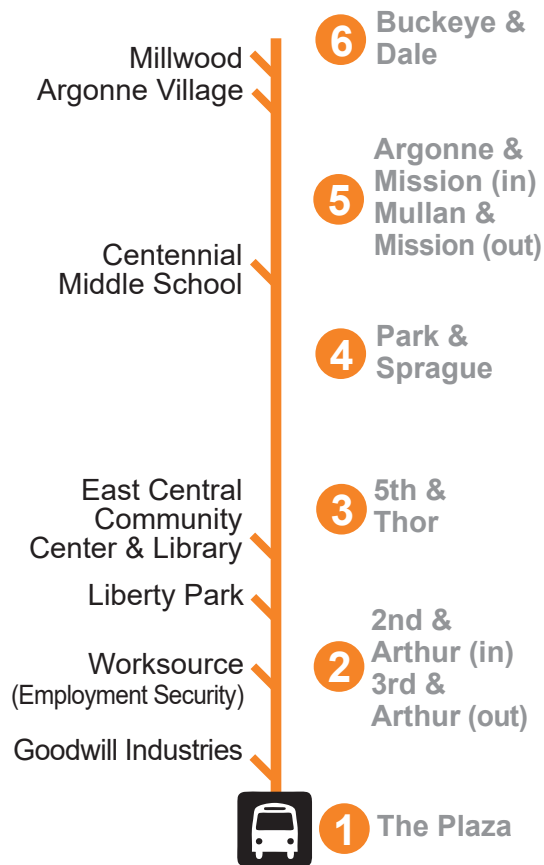 6 Buckeye &
Dale
Millwood
Argonne Village
5 Argonne &
Mission (in)
Mullan &
Mission (out)
Centennial
Middle School
4 Park &
Sprague
East Central
Community
Center & Library
3 5th &
Thor
Liberty Park
2 2nd &
Arthur (in)
3rd &
Arthur (out)
Worksource
(Employment Security)
Goodwill Industries
1 The Plaza